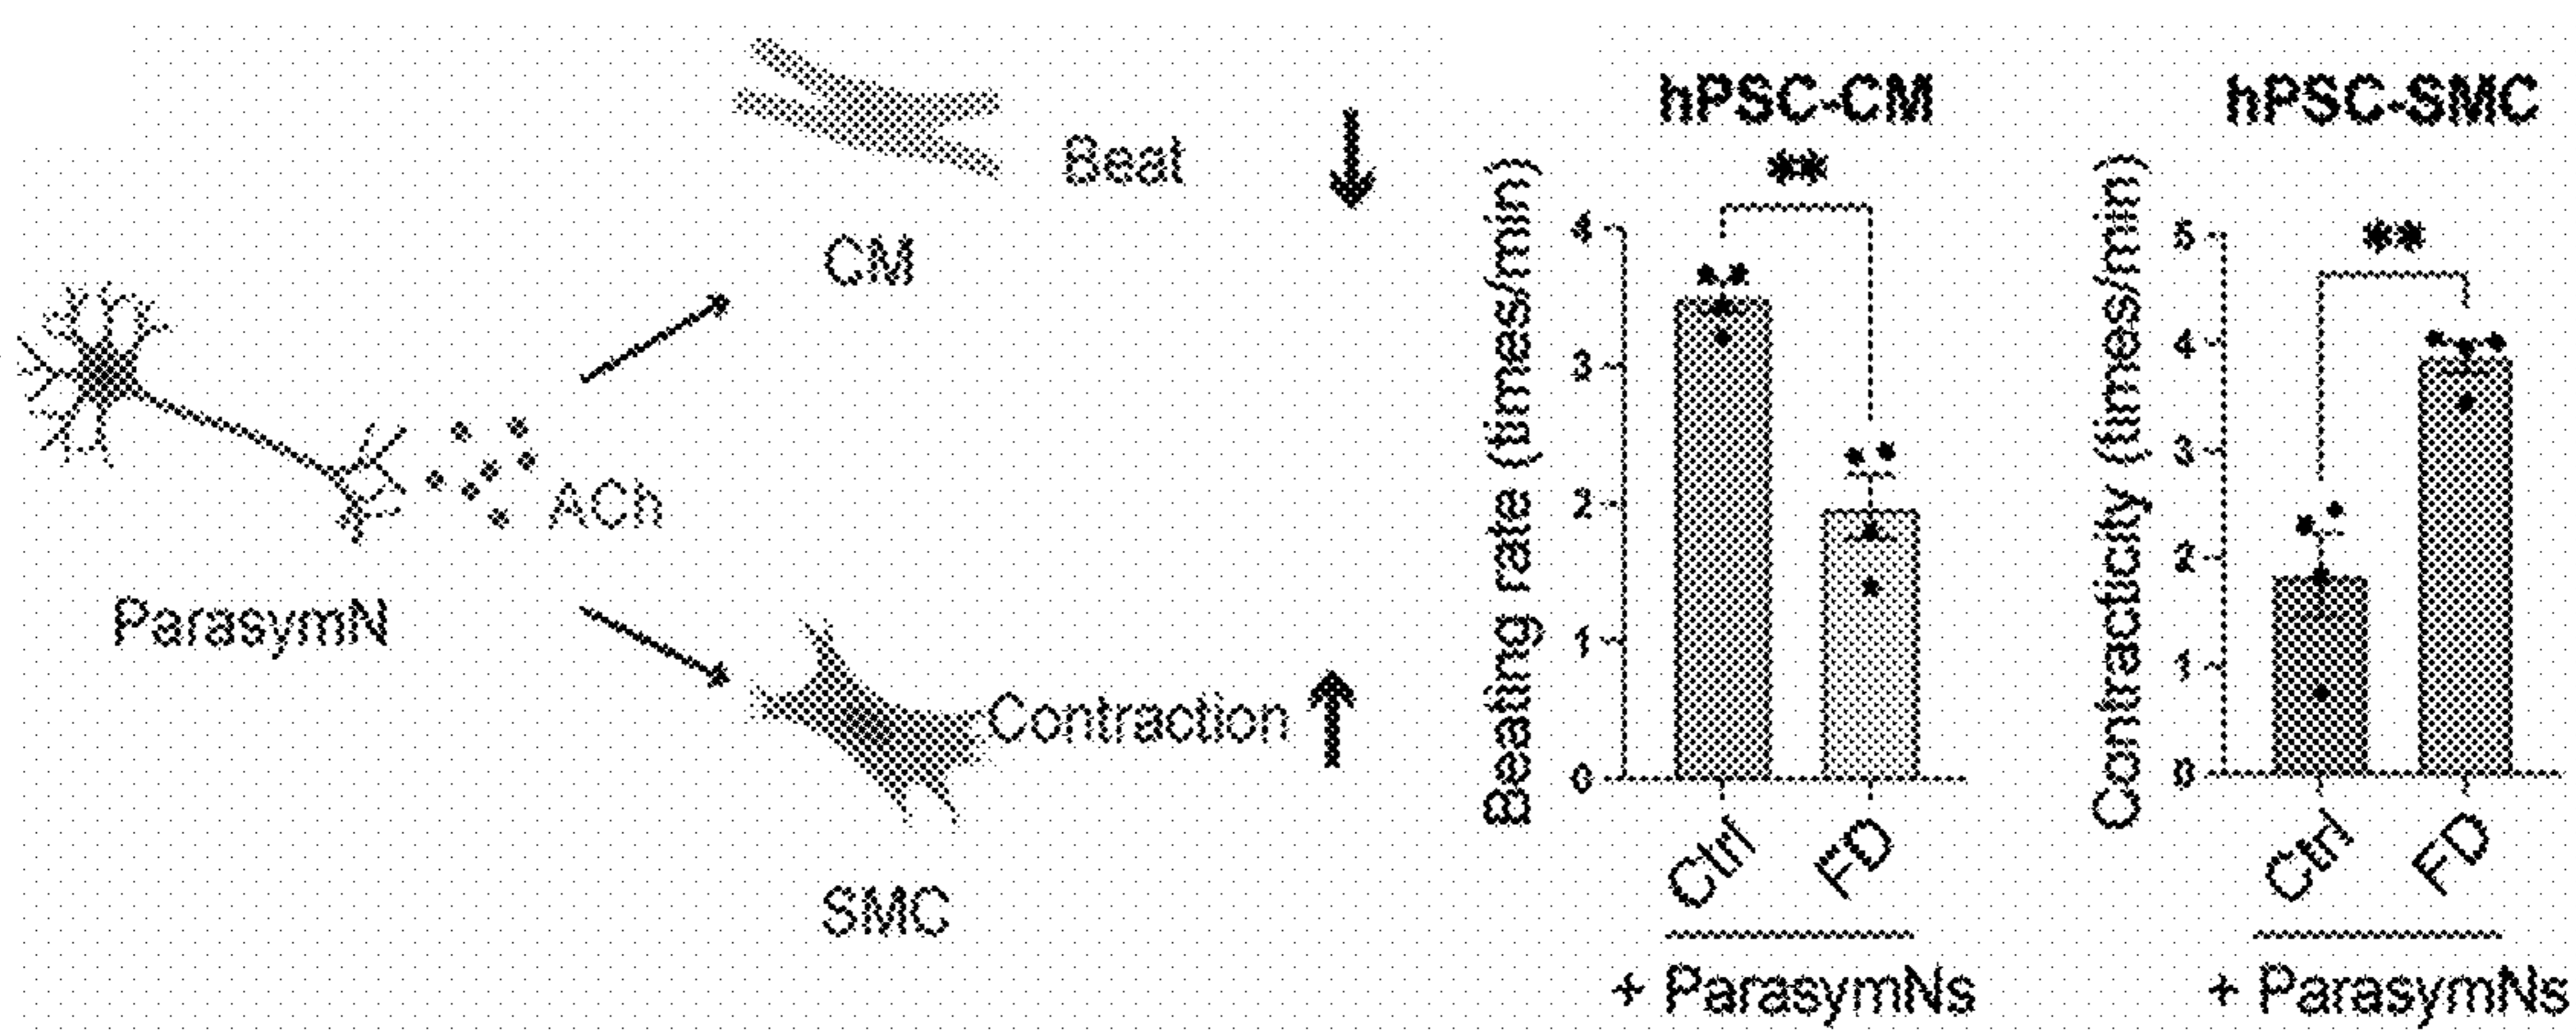 Beat
CM
ACh
ParasymN
Contraction
SMC
hPSC-CM
**
Beating rate (times/min)
4
3
2
1
0
Ctrl
FD
+ ParasymNs
hPSC-SMC
**
Contracticity (times/min)
5
4
3
2
1
0
Ctrl
FD
+ ParasymNs